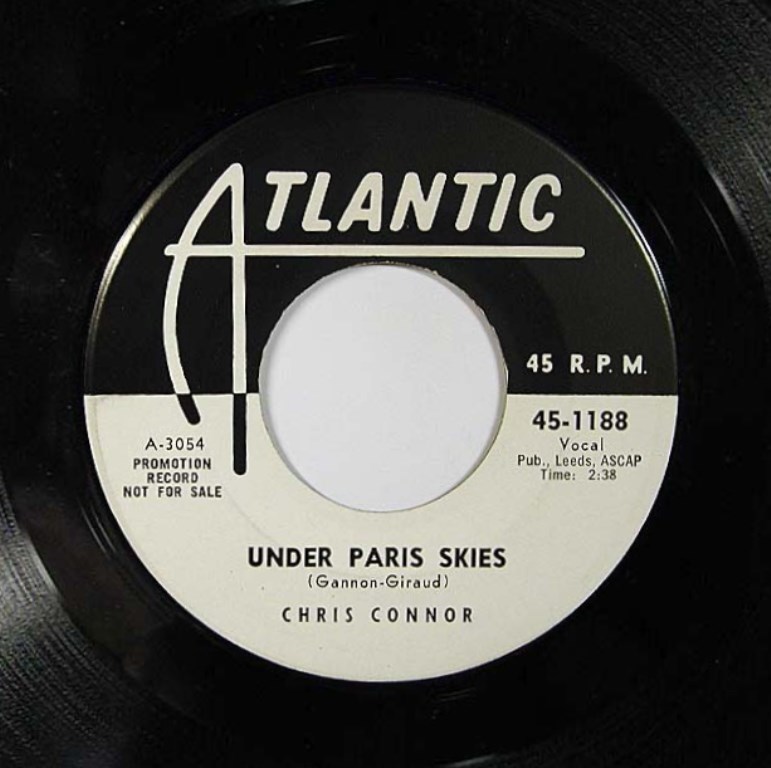 ATLANTIC
45 R.P.M.
A-3054
PROMOTION
RECORD
NOT FOR SALE
45-1188
Vocal
Pub., Leeds, ASCAP
Time: 2:38
UNDER PARIS SKIES
(Gannon-Giraud)
CHRIS CONNOR